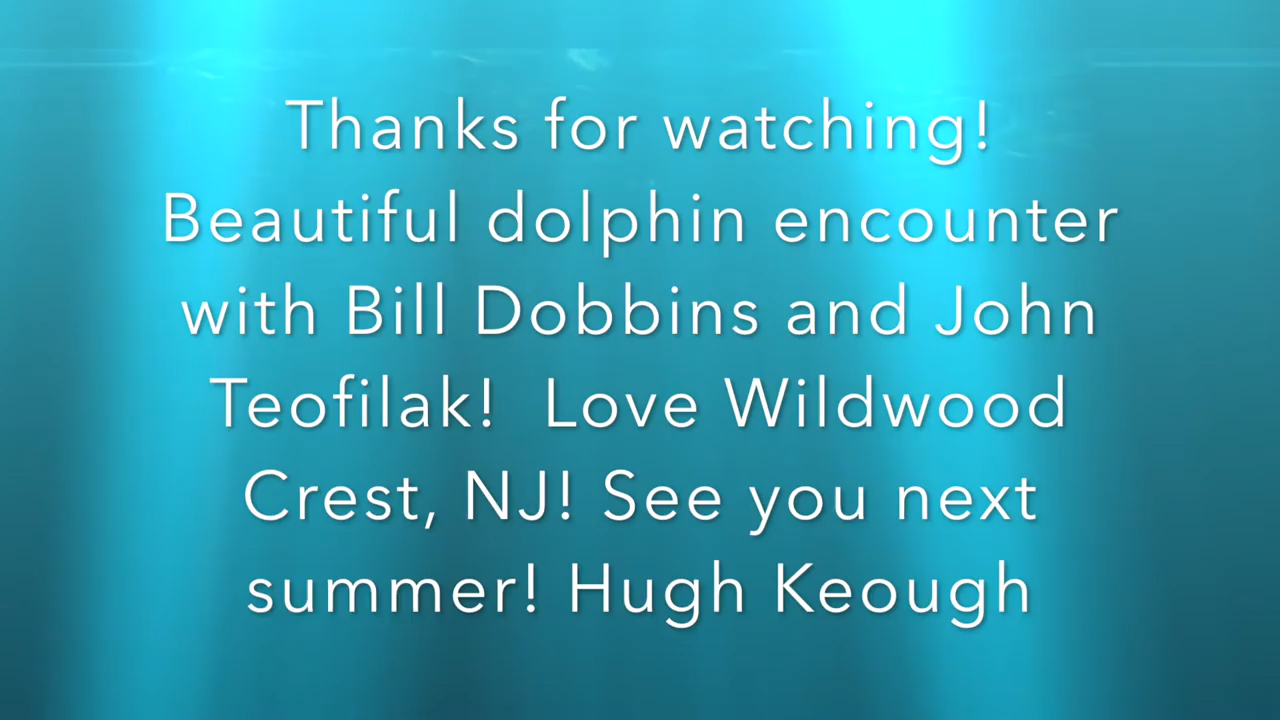 Thanks for watching!
Beautiful dolphin encounter
with Bill Dobbins and John
Teofilak!  Love Wildwood
Crest, NJ! See you next
summer! Hugh Keough